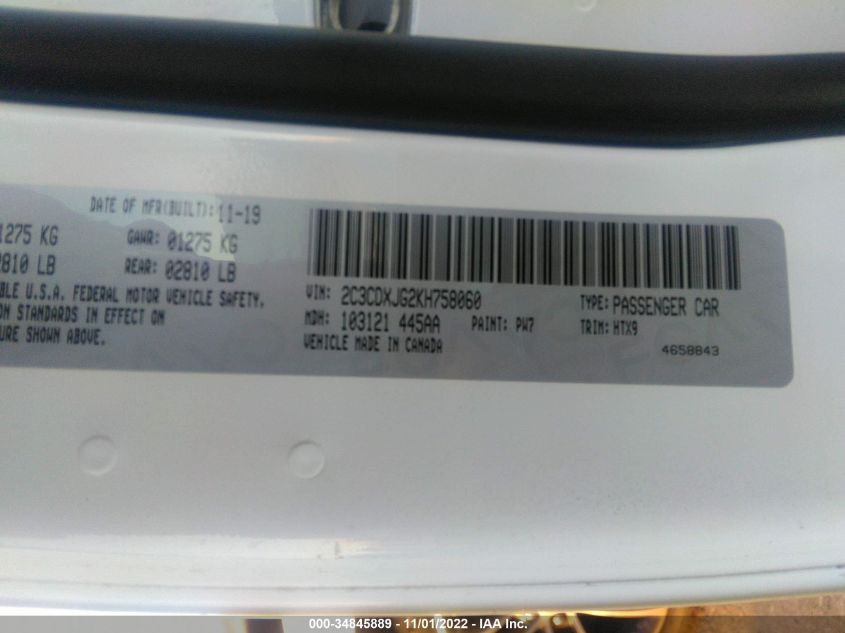 DATE OF MFR(BUILT): 11-19
1275 KG GAWR: 01275 KG
2810 LB REAR: 02810 LB
BLE U.S.A. FEDERAL MOTOR VEHICLE SAFETY.
ON STANDARDS IN EFFECT ON
URE SHOWN ABOVE.
VIN: 2C3CDXJG2KH758060 TYPE: PASSENGER CAR
MDH: 103121 445AA PAINT: PW7 TRIM: HTX9
VEHICLE MADE IN CANADA 4658843
000-34845889 - 11/01/2022 - IAA Inc.